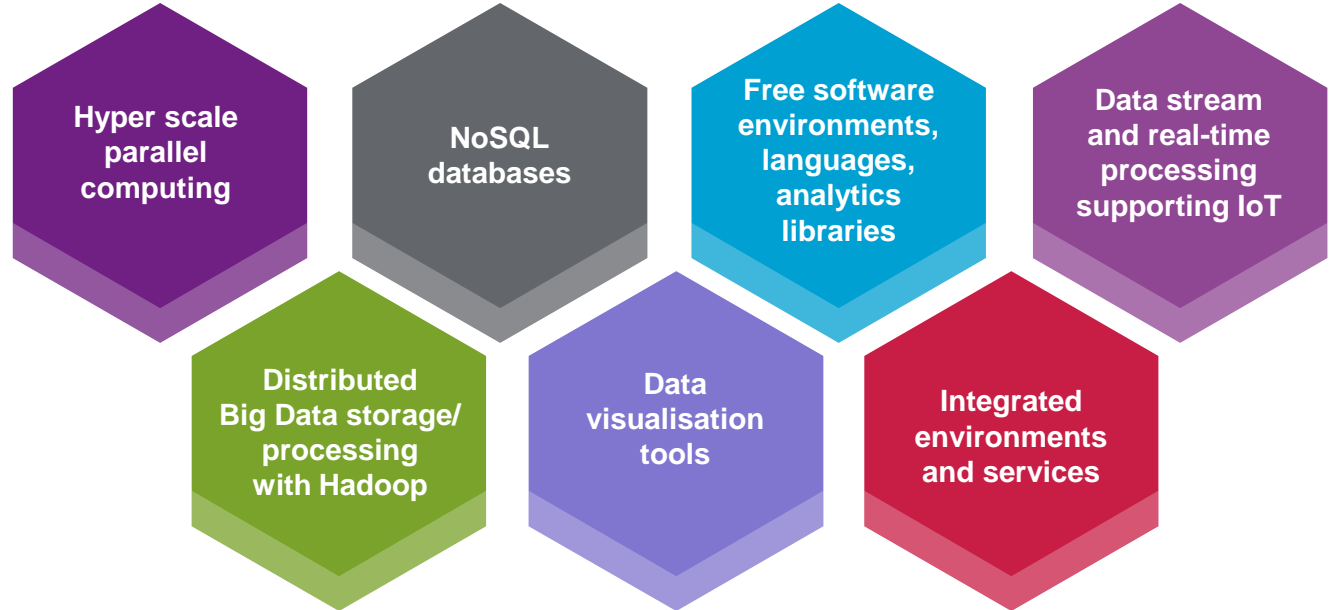 Hyper scale
parallel
computing
NoSQL
databases
Free software
environments,
languages,
analytics
libraries
Data stream
and real-time
processing
supporting IoT
Distributed
Big Data storage/
processing
with Hadoop
Data
visualisation
tools
Integrated
environments
and services